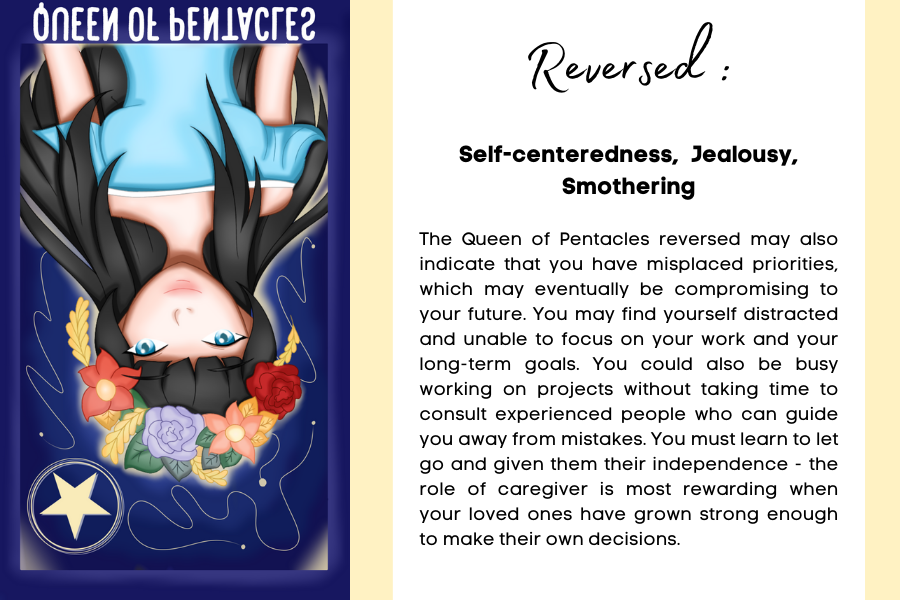 QUEEN OF PENTACLES
Reversed :
Self-centeredness, Jealousy,
Smothering
The Queen of Pentacles reversed may also
indicate that you have misplaced priorities,
which may eventually be compromising to
your future. You may find yourself distracted
and unable to focus on your work and your
long-term goals. You could also be busy
working on projects without taking time to
consult experienced people who can guide
you away from mistakes. You must learn to let
go and given them their independence - the
role of caregiver is most rewarding when
your loved ones have grown strong enough
to make their own decisions.